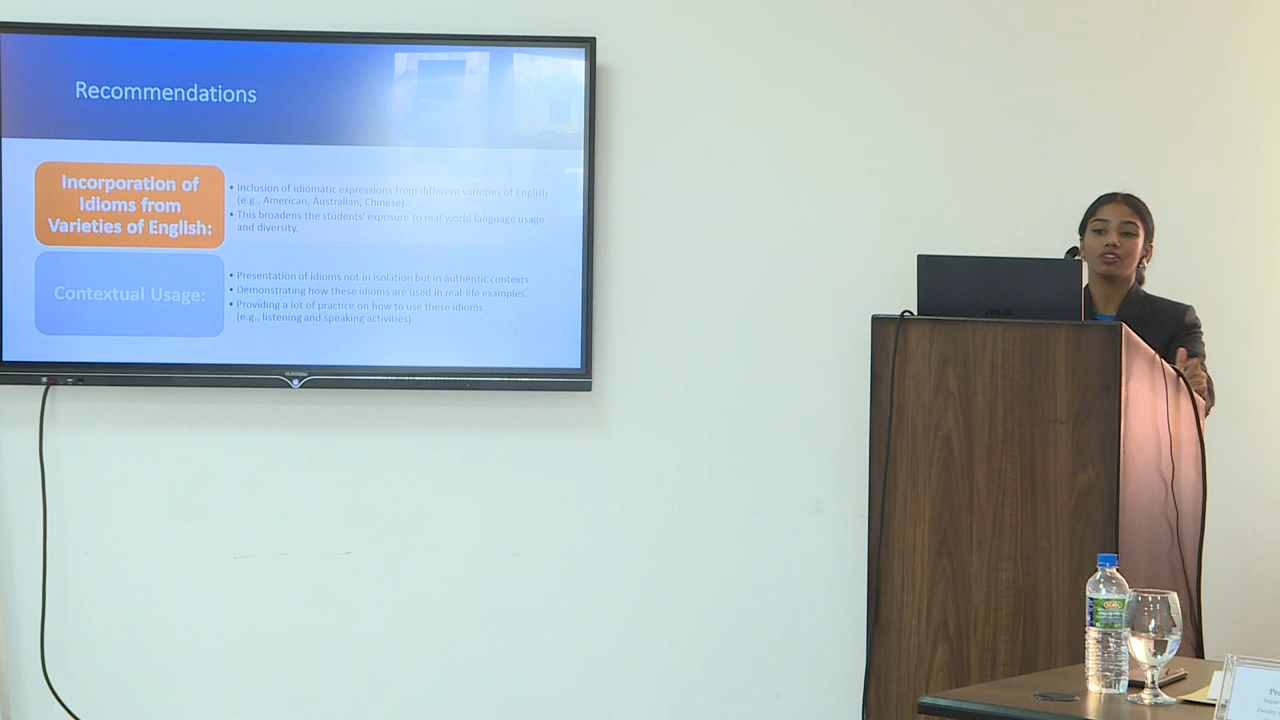 Recommendations
Incorporation of
Idioms from
Varieties of English:
• Inclusion of idiomatic expressions from different varieties of English
(e.g., American, Australian, Chinese).
• This broadens the students' exposure to real-world language usage
and diversity.
Contextual Usage:
• Presentation of idioms not in isolation but in authentic contexts.
• Demonstrating how these idioms are used in real-life examples.
• Providing a lot of practice on how to use these idioms
(e.g., listening and speaking activities)
ASUS